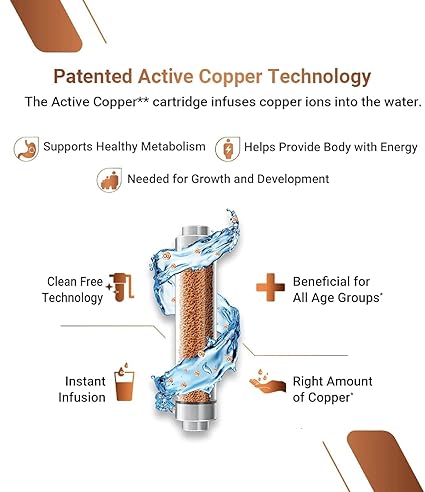 Patented Active Copper Technology
The Active Copper** cartridge infuses copper ions into the water.
Supports Healthy Metabolism
Helps Provide Body with Energy
Needed for Growth and Development
Clean Free
Technology
Beneficial for
All Age Groups*
Instant
Infusion
Right Amount
of Copper*